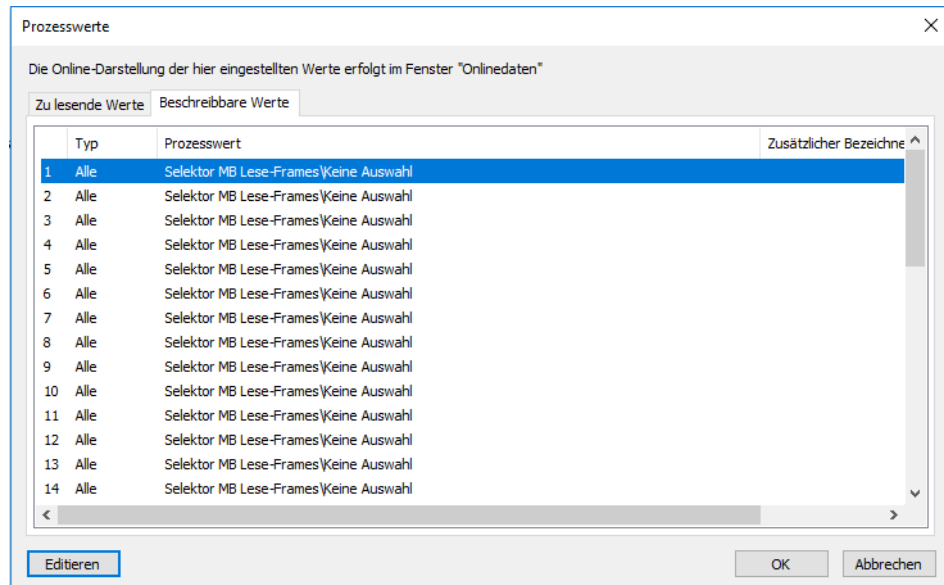 Prozesswerte
Die Online-Darstellung der hier eingestellten Werte erfolgt im Fenster "Onlinedaten"
Zu lesende Werte Beschreibbare Werte
Typ Prozesswert Zusätzlicher Bezeichne
1 Alle Selektor MB Lese-Frames\Keine Auswahl
2 Alle Selektor MB Lese-Frames\Keine Auswahl
3 Alle Selektor MB Lese-Frames\Keine Auswahl
4 Alle Selektor MB Lese-Frames\Keine Auswahl
5 Alle Selektor MB Lese-Frames\Keine Auswahl
6 Alle Selektor MB Lese-Frames\Keine Auswahl
7 Alle Selektor MB Lese-Frames\Keine Auswahl
8 Alle Selektor MB Lese-Frames\Keine Auswahl
9 Alle Selektor MB Lese-Frames\Keine Auswahl
10 Alle Selektor MB Lese-Frames\Keine Auswahl
11 Alle Selektor MB Lese-Frames\Keine Auswahl
12 Alle Selektor MB Lese-Frames\Keine Auswahl
13 Alle Selektor MB Lese-Frames\Keine Auswahl
14 Alle Selektor MB Lese-Frames\Keine Auswahl
Editieren OK Abbrechen